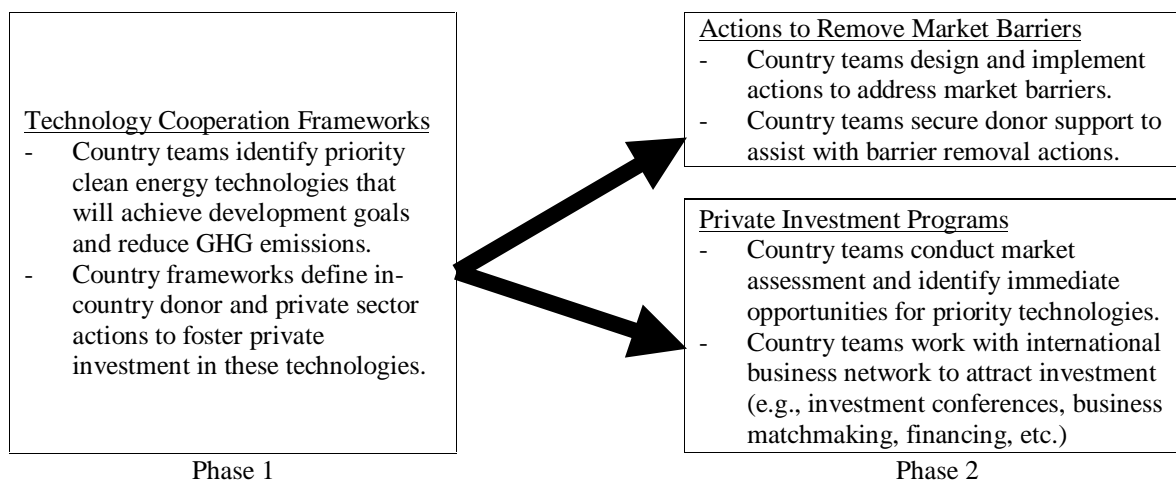 Technology Cooperation Frameworks
- Country teams identify priority
clean energy technologies that
will achieve development goals
and reduce GHG emissions.
- Country frameworks define in-
country donor and private sector
actions to foster private
investment in these technologies.
Phase 1
Actions to Remove Market Barriers
- Country teams design and implement
actions to address market barriers.
- Country teams secure donor support to
assist with barrier removal actions.
Private Investment Programs
- Country teams conduct market
assessment and identify immediate
opportunities for priority technologies.
- Country teams work with international
business network to attract investment
(e.g., investment conferences, business
matchmaking, financing, etc.)
Phase 2